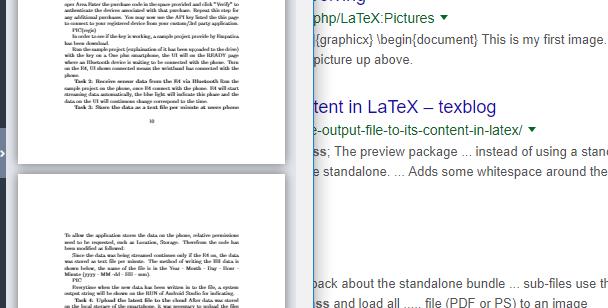 oper Area Enter the purchase code in the space provided and click "Verify" to
authenticate the devices associated with that purchase. Repeat this step for
any additional purchases. You may now use the API key listed the this page
to connect to your registered device from your custom/3rd party application.
PIC(regis)
In order to see if the key is working, a sample project provide by Empatica
has been download.
Run the sample project (explaination of it has been uploaded to the drive)
with the key on a One plus smartphone, the UI will on the READY page
where an Bluetooth device is waiting to be connected with the phone. Turn
on the E4, UI shown connected means the wristband has connected with the
phone.
Task 2: Receive sensor data from the E4 via Bluetooth Run the
sample project on the phone, once E4 connect with the phone. E4 will start
streaming data automatically, the blue light will indicate this phase and the
data on the UI will continuous change correspond to the time.
Task 3: Store the data as a text file per minute at users phone
10
To allow the application stores the data on the phone, relative permissions
need to be requested, such as Location, Storage. Therefrom the code has
been modified as followed:
Since the data was being streamed continues only if the E4 on, the data
was stored as text file per minute. The method of writing the HR data is
shown below, the name of the file is in the Year - Month - Day - Hour -
Minute (yyyy - MM -dd - HH - mm).
PIC
Everytime when the new data has been written in to the file, a system
output string will be shown on the RUN of Android Studio for indicating.
Task 4: Upload the latest file to the cloud After data was stored
on the local storage of the smartphone, it was necessary to upload the files
php/LaTeX:Pictures
{graphicx} \begin{document} This is my first image.
picture up above.
tent in LaTeX – texblog
e-output-file-to-its-content-in-latex/
ss; The preview package ... instead of using a stand
e standalone. ... Adds some whitespace around the
back about the standalone bundle ... sub-files use th
ss and load all ..... file (PDF or PS) to an image